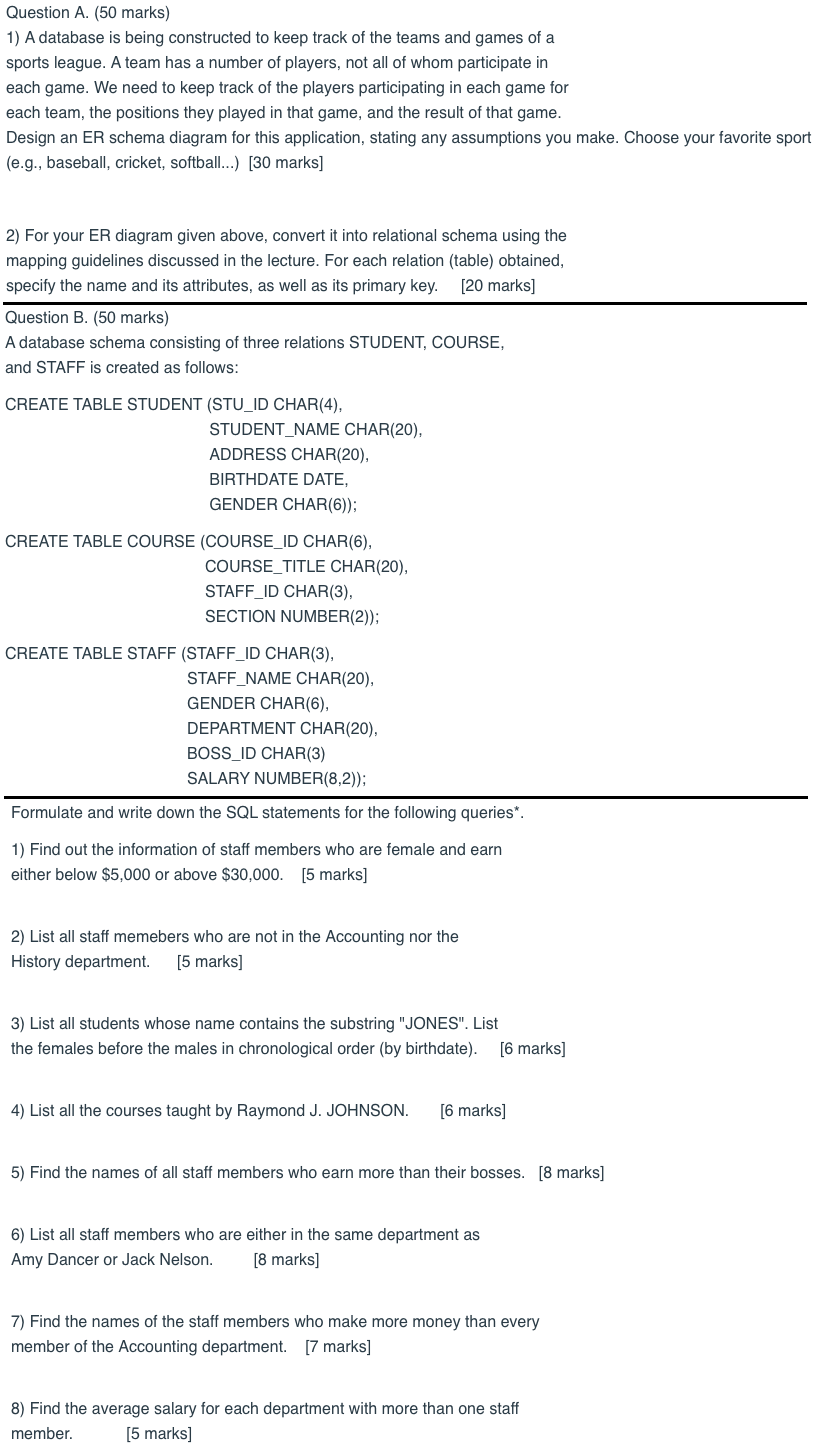 Question A. (50 marks)
1) A database is being constructed to keep track of the teams and games of a
sports league. A team has a number of players, not all of whom participate in
each game. We need to keep track of the players participating in each game for
each team, the positions they played in that game, and the result of that game.
Design an ER schema diagram for this application, stating any assumptions you make. Choose your favorite sport
(e.g., baseball, cricket, softball...) [30 marks]
2) For your ER diagram given above, convert it into relational schema using the
mapping guidelines discussed in the lecture. For each relation (table) obtained,
specify the name and its attributes, as well as its primary key. [20 marks]
Question B. (50 marks)
A database schema consisting of three relations STUDENT, COURSE,
and STAFF is created as follows:
CREATE TABLE STUDENT (STU_ID CHAR(4),
STUDENT_NAME CHAR(20),
ADDRESS CHAR(20),
BIRTHDATE DATE,
GENDER CHAR(6));
CREATE TABLE COURSE (COURSE_ID CHAR(6),
COURSE_TITLE CHAR(20),
STAFF_ID CHAR(3),
SECTION NUMBER(2));
CREATE TABLE STAFF (STAFF_ID CHAR(3),
STAFF_NAME CHAR(20),
GENDER CHAR(6),
DEPARTMENT CHAR(20),
BOSS_ID CHAR(3)
SALARY NUMBER(8,2));
Formulate and write down the SQL statements for the following queries*.
1) Find out the information of staff members who are female and earn
either below $5,000 or above $30,000. [5 marks]
2) List all staff memebers who are not in the Accounting nor the
History department. [5 marks]
3) List all students whose name contains the substring "JONES". List
the females before the males in chronological order (by birthdate). [6 marks]
4) List all the courses taught by Raymond J. JOHNSON. [6 marks]
5) Find the names of all staff members who earn more than their bosses. [8 marks]
6) List all staff members who are either in the same department as
Amy Dancer or Jack Nelson. [8 marks]
7) Find the names of the staff members who make more money than every
member of the Accounting department. [7 marks]
8) Find the average salary for each department with more than one staff
member. [5 marks]